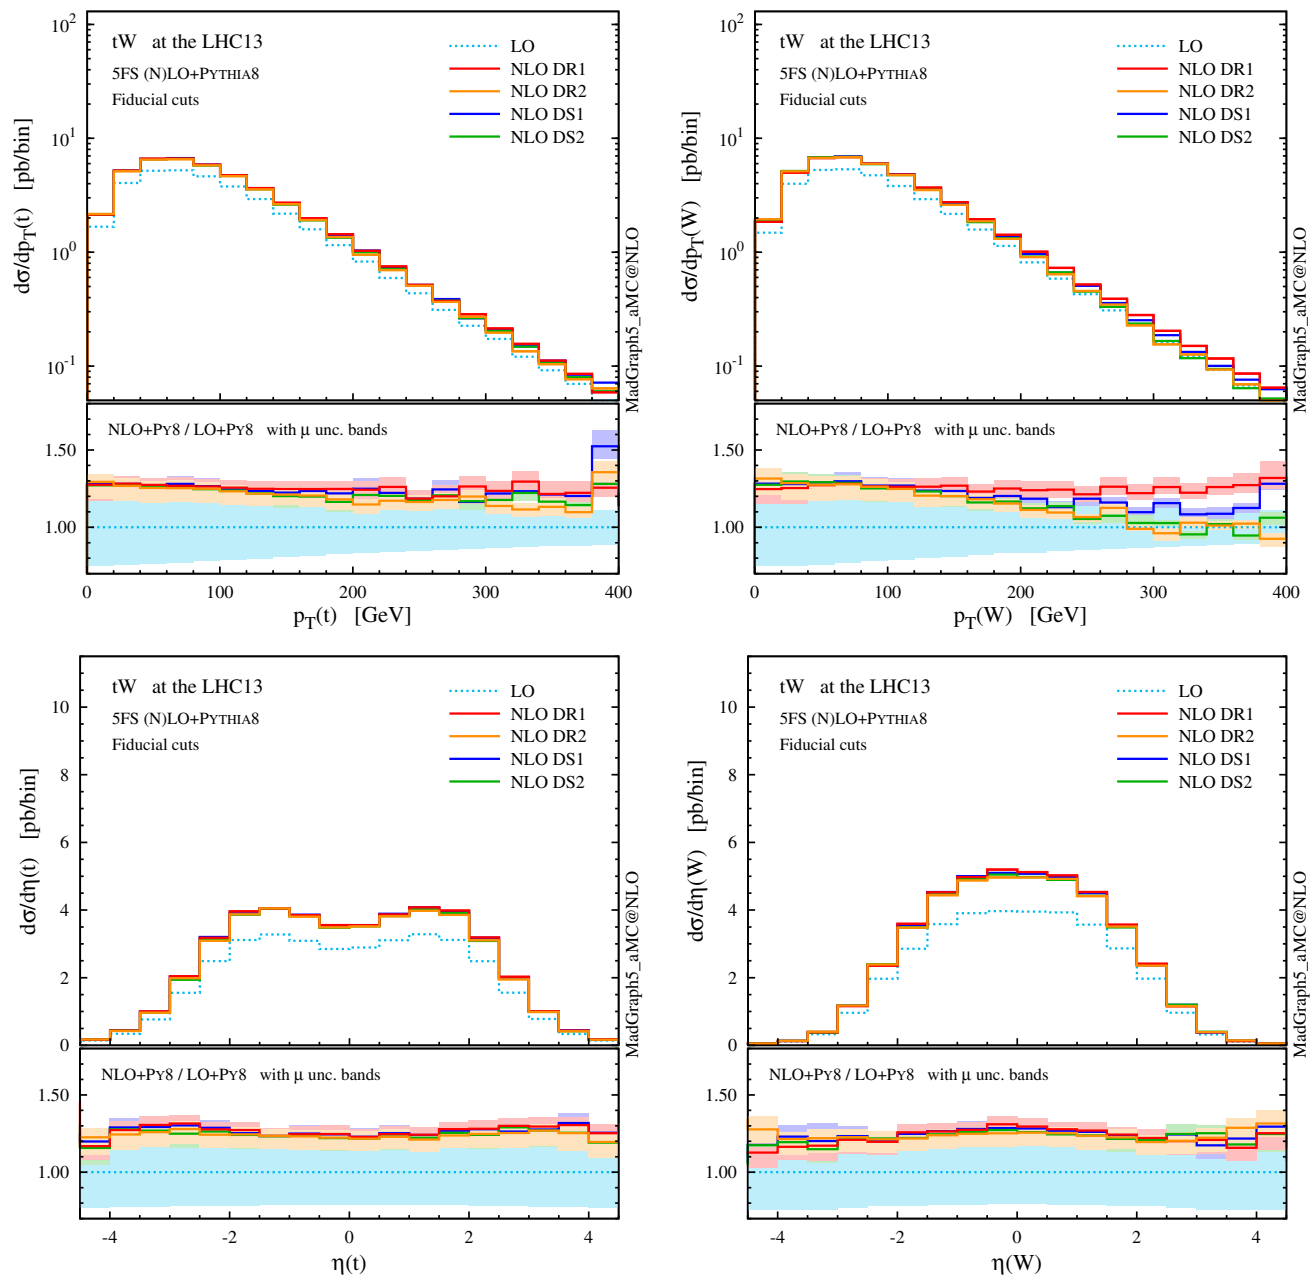 tW at the LHC13
5FS (N)LO+PYTHIA8
Fiducial cuts
LO
NLO DR1
NLO DR2
NLO DS1
NLO DS2
10²
10¹
10⁰
10⁻¹
dσ/dp_T(t) [pb/bin]
MadGraph5_aMC@NLO
NLO+PY8 / LO+PY8 with μ unc. bands
1.50
1.00
0 100 200 300 400
p_T(t) [GeV]
tW at the LHC13
5FS (N)LO+PYTHIA8
Fiducial cuts
LO
NLO DR1
NLO DR2
NLO DS1
NLO DS2
10²
10¹
10⁰
10⁻¹
dσ/dp_T(W) [pb/bin]
MadGraph5_aMC@NLO
NLO+PY8 / LO+PY8 with μ unc. bands
1.50
1.00
0 100 200 300 400
p_T(W) [GeV]
tW at the LHC13
5FS (N)LO+PYTHIA8
Fiducial cuts
LO
NLO DR1
NLO DR2
NLO DS1
NLO DS2
10
8
6
4
2
0
dσ/dη(t) [pb/bin]
MadGraph5_aMC@NLO
NLO+PY8 / LO+PY8 with μ unc. bands
1.50
1.00
-4 -2 0 2 4
η(t)
tW at the LHC13
5FS (N)LO+PYTHIA8
Fiducial cuts
LO
NLO DR1
NLO DR2
NLO DS1
NLO DS2
10
8
6
4
2
0
dσ/dη(W) [pb/bin]
MadGraph5_aMC@NLO
NLO+PY8 / LO+PY8 with μ unc. bands
1.50
1.00
-4 -2 0 2 4
η(W)